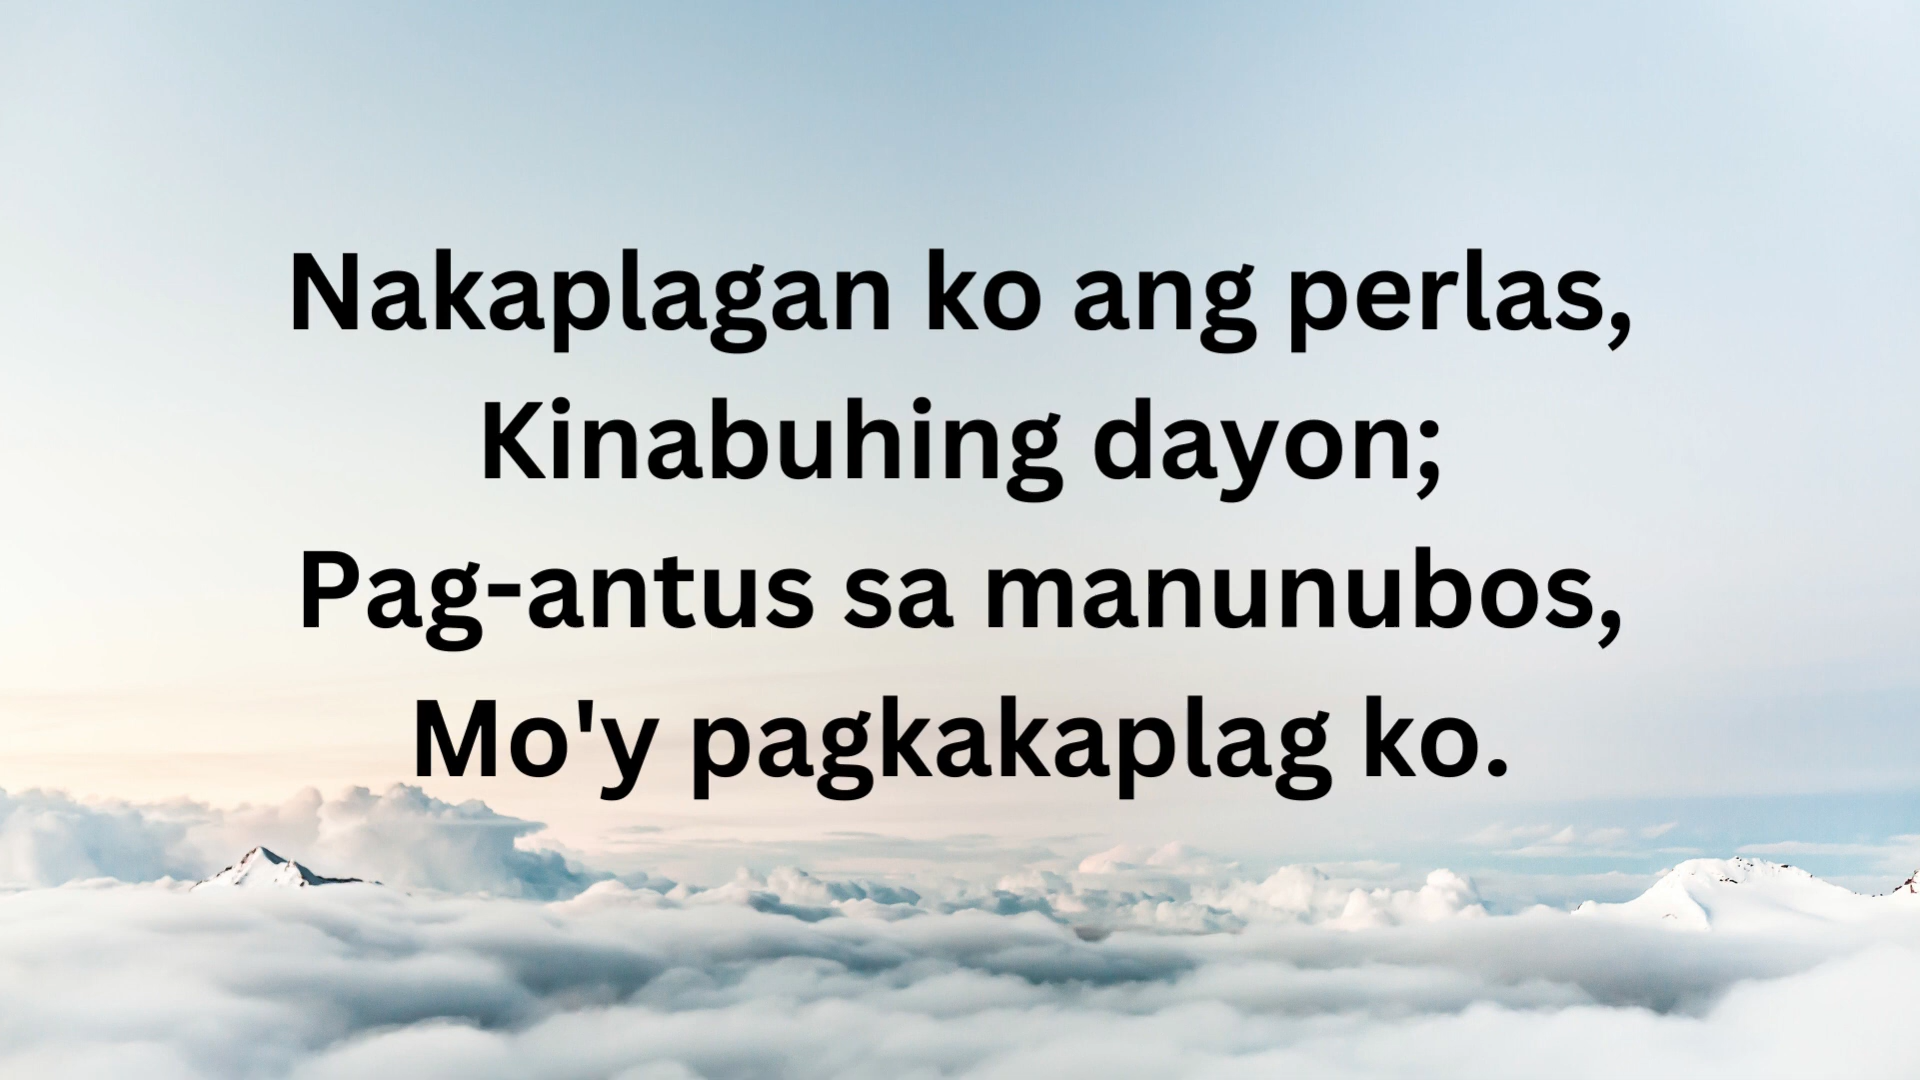 Nakaplagan ko ang perlas,
Kinabuhing dayon;
Pag-antus sa manunubos,
Mo'y pagkakaplag ko.